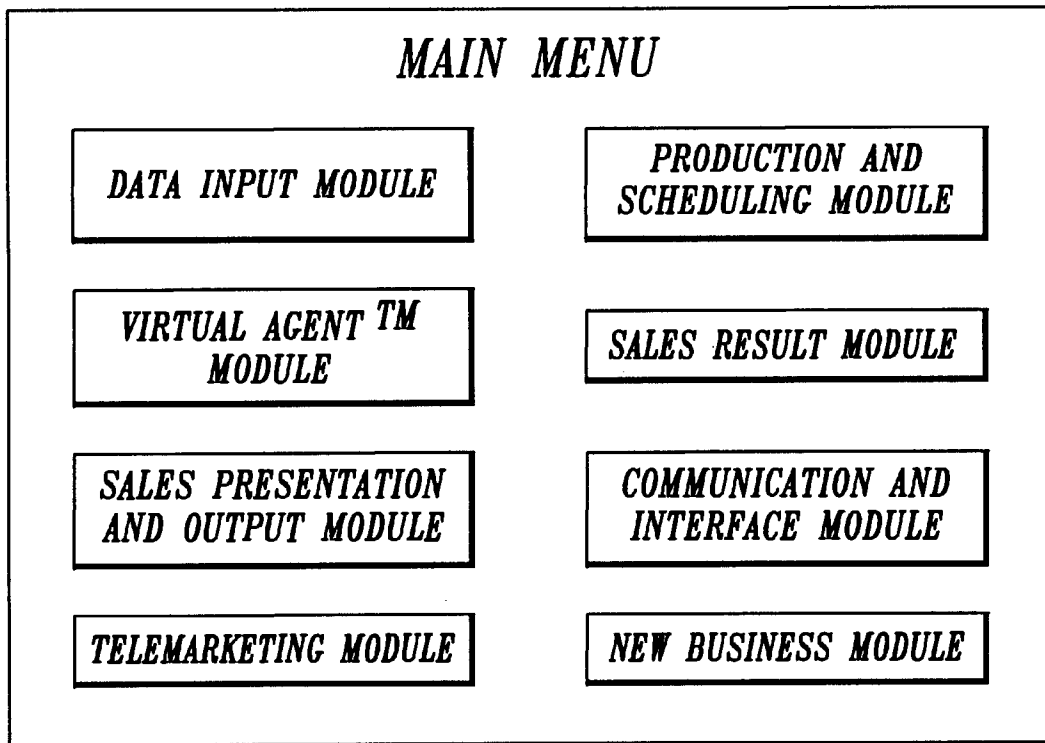 MAIN MENU
DATA INPUT MODULE
PRODUCTION AND
SCHEDULING MODULE
VIRTUAL AGENT TM
MODULE
SALES RESULT MODULE
SALES PRESENTATION
AND OUTPUT MODULE
COMMUNICATION AND
INTERFACE MODULE
TELEMARKETING MODULE
NEW BUSINESS MODULE